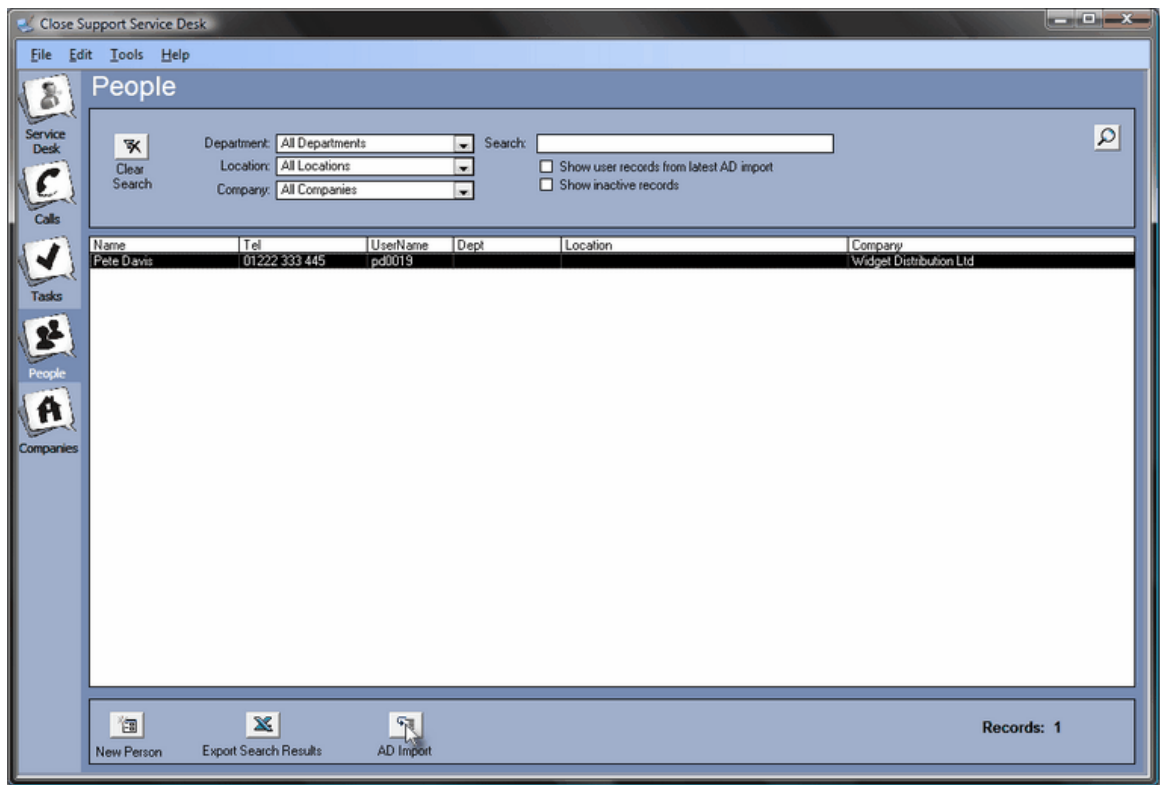 Close Support Service Desk
File Edit Tools Help
People
Service
Desk
Calls
Tasks
People
Companies
Clear
Search
Department: All Departments
Location: All Locations
Company: All Companies
Search:
Show user records from latest AD import
Show inactive records
Name Tel UserName Dept Location Company
Pete Davis 01222 333 445 pd0019 Widget Distribution Ltd
New Person
Export Search Results
AD Import
Records: 1